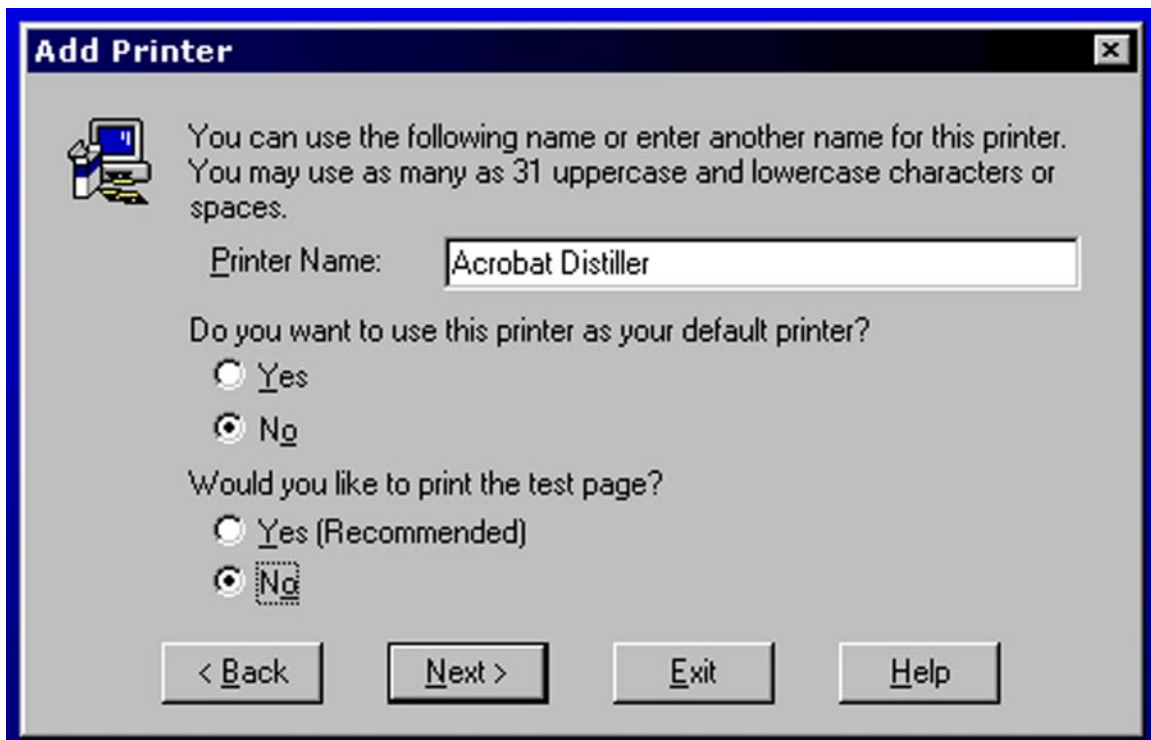 Add Printer
You can use the following name or enter another name for this printer.
You may use as many as 31 uppercase and lowercase characters or
spaces.
Printer Name: Acrobat Distiller
Do you want to use this printer as your default printer?
Yes
No
Would you like to print the test page?
Yes (Recommended)
No
< Back Next > Exit Help